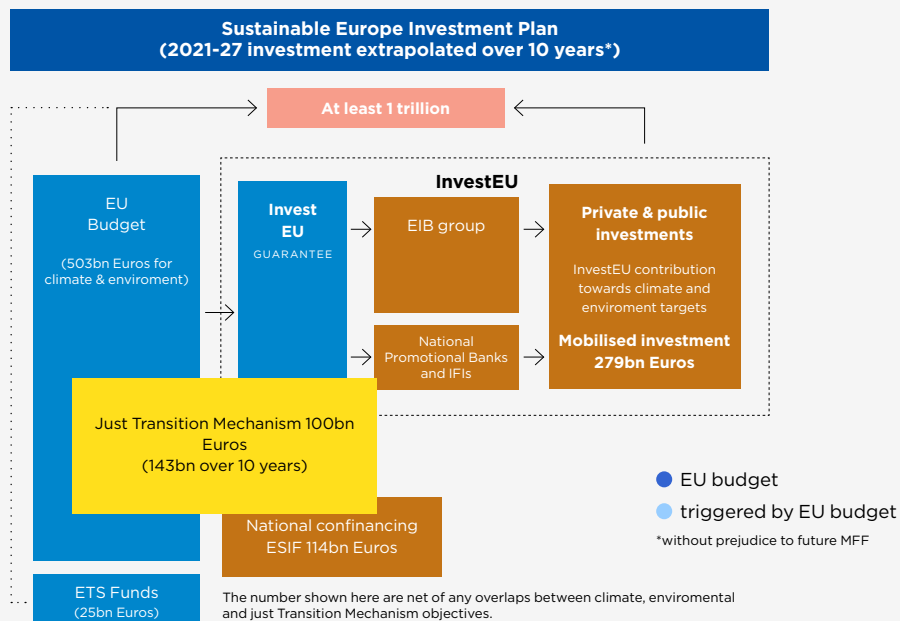 Sustainable Europe Investment Plan
(2021-27 investment extrapolated over 10 years*)
At least 1 trillion
EU
Budget
(503bn Euros for
climate & enviroment)
InvestEU
Invest
EU
GUARANTEE
EIB group
National
Promotional Banks
and IFIs
Private & public
investments
InvestEU contribution
towards climate and
enviroment targets
Mobilised investment
279bn Euros
Just Transition Mechanism 100bn
Euros
(143bn over 10 years)
National confinancing
ESIF 114bn Euros
ETS Funds
(25bn Euros)
EU budget
triggered by EU budget
*without prejudice to future MFF
The number shown here are net of any overlaps between climate, enviromental
and just Transition Mechanism objectives.